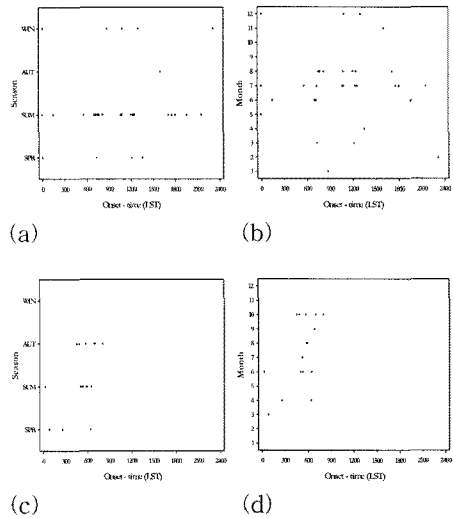 WIN
AUT
SUM
SPR
Season
0 300 600 900 1200 1500 1800 2100 2400
Onset - time (LST)
(a)
12
11
10
9
8
7
6
5
4
3
2
1
Month
0 300 600 900 1200 1500 1800 2100 2400
Onset - time (LST)
(b)
WIN
AUT
SUM
SPR
Season
0 300 600 900 1200 1500 1800 2100 2400
Onset - time (LST)
(c)
12
11
10
9
8
7
6
5
4
3
2
1
Month
0 300 600 900 1200 1500 1800 2100 2400
Onset - time (LST)
(d)